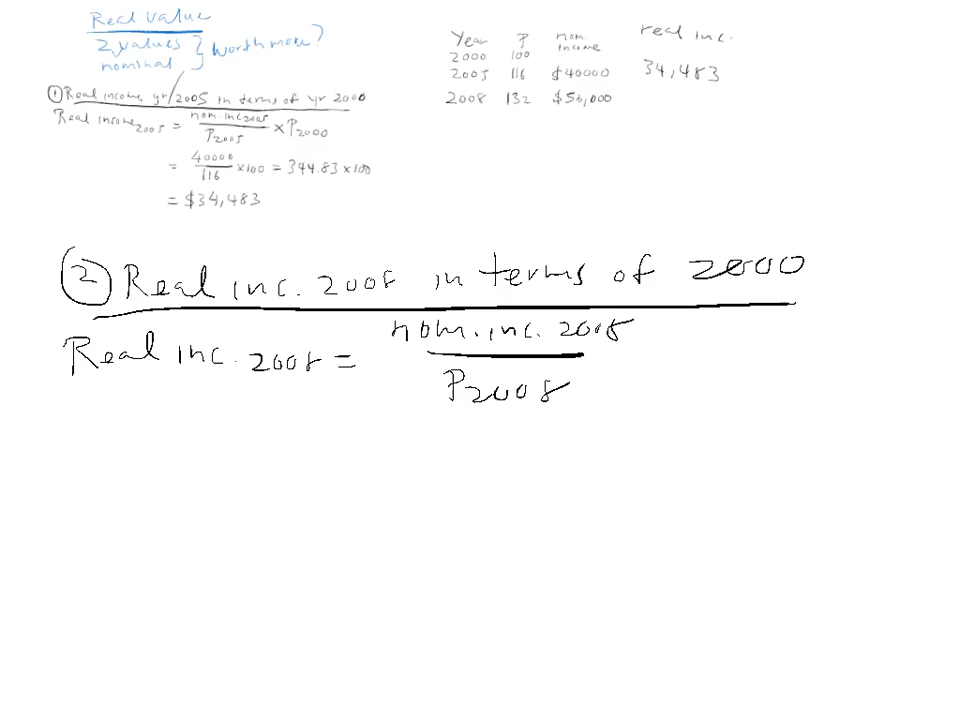 Real value
2 values } worth more?
nominal
① Real income yr/2005 in terms of yr 2000
Real income2005 = nom. inc2005 / P2005 × P2000
= 40000 / 116 × 100 = 344.83 × 100
= $34,483
Year P nom. income real inc.
2000 100
2005 116 $40000 34,483
2008 132 $50,000
② Real inc. 2008 in terms of 2000
Real inc. 2008 = nom. inc. 2008 / P2008